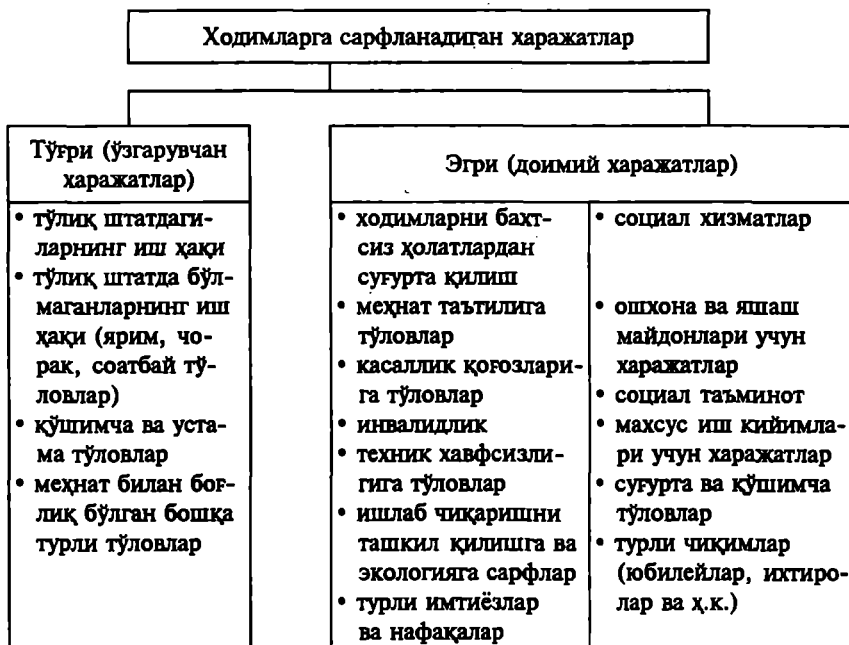 Ходимларга сарфланадиган харажатлар
Тўғри (ўзгарувчан
харажатлар)
• тўлиқ штатдаги-
ларнинг иш ҳақи
• тўлиқ штатда бўл-
маганларнинг иш
ҳақи (ярим, чо-
рак, соатбай тў-
ловлар)
• қўшимча ва уста-
ма тўловлар
• меҳнат билан боғ-
лиқ бўлган бошқа
турли тўловлар
Эгри (доимий харажатлар)
• ходимларни бахт-
сиз ҳолатлардан
суғурта қилиш
• меҳнат таътилига
тўловлар
• касаллик қоғозлари-
га тўловлар
• инвалидлик
• техник хавфсизли-
гига тўловлар
• ишлаб чиқаришни
ташкил қилишга ва
экологияга сарфлар
• турли имтиёзлар
ва нафақалар
• социал хизматлар
• ошхона ва яшаш
майдонлари учун
харажатлар
• социал таъминот
• махсус иш кийимла-
ри учун харажатлар
• суғурта ва қўшимча
тўловлар
• турли чиқимлар
(юбилейлар, ихтиро-
лар ва ҳ.к.)